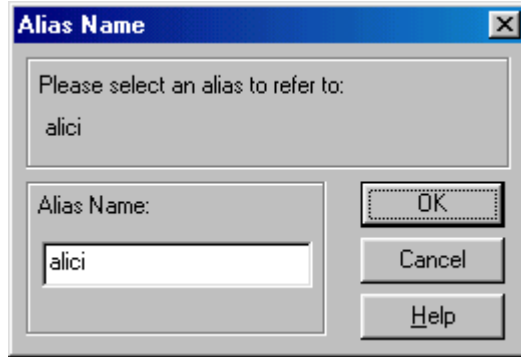 Alias Name
Please select an alias to refer to:
alici
Alias Name:
alici
OK
Cancel
Help